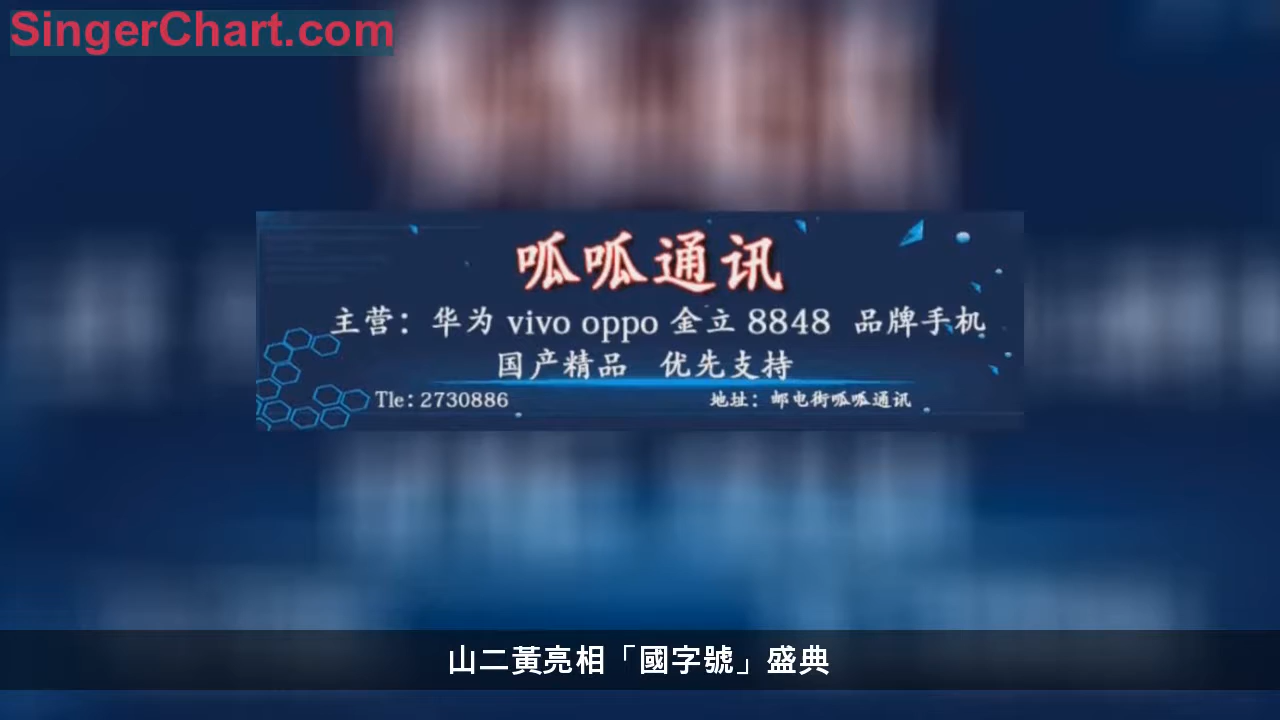 SingerChart.com
呱呱通讯
主营：华为 vivo oppo 金立 8848 品牌手机
国产精品 优先支持
Tle：2730886 地址：邮电街呱呱通讯
山二黃亮相「國字號」盛典